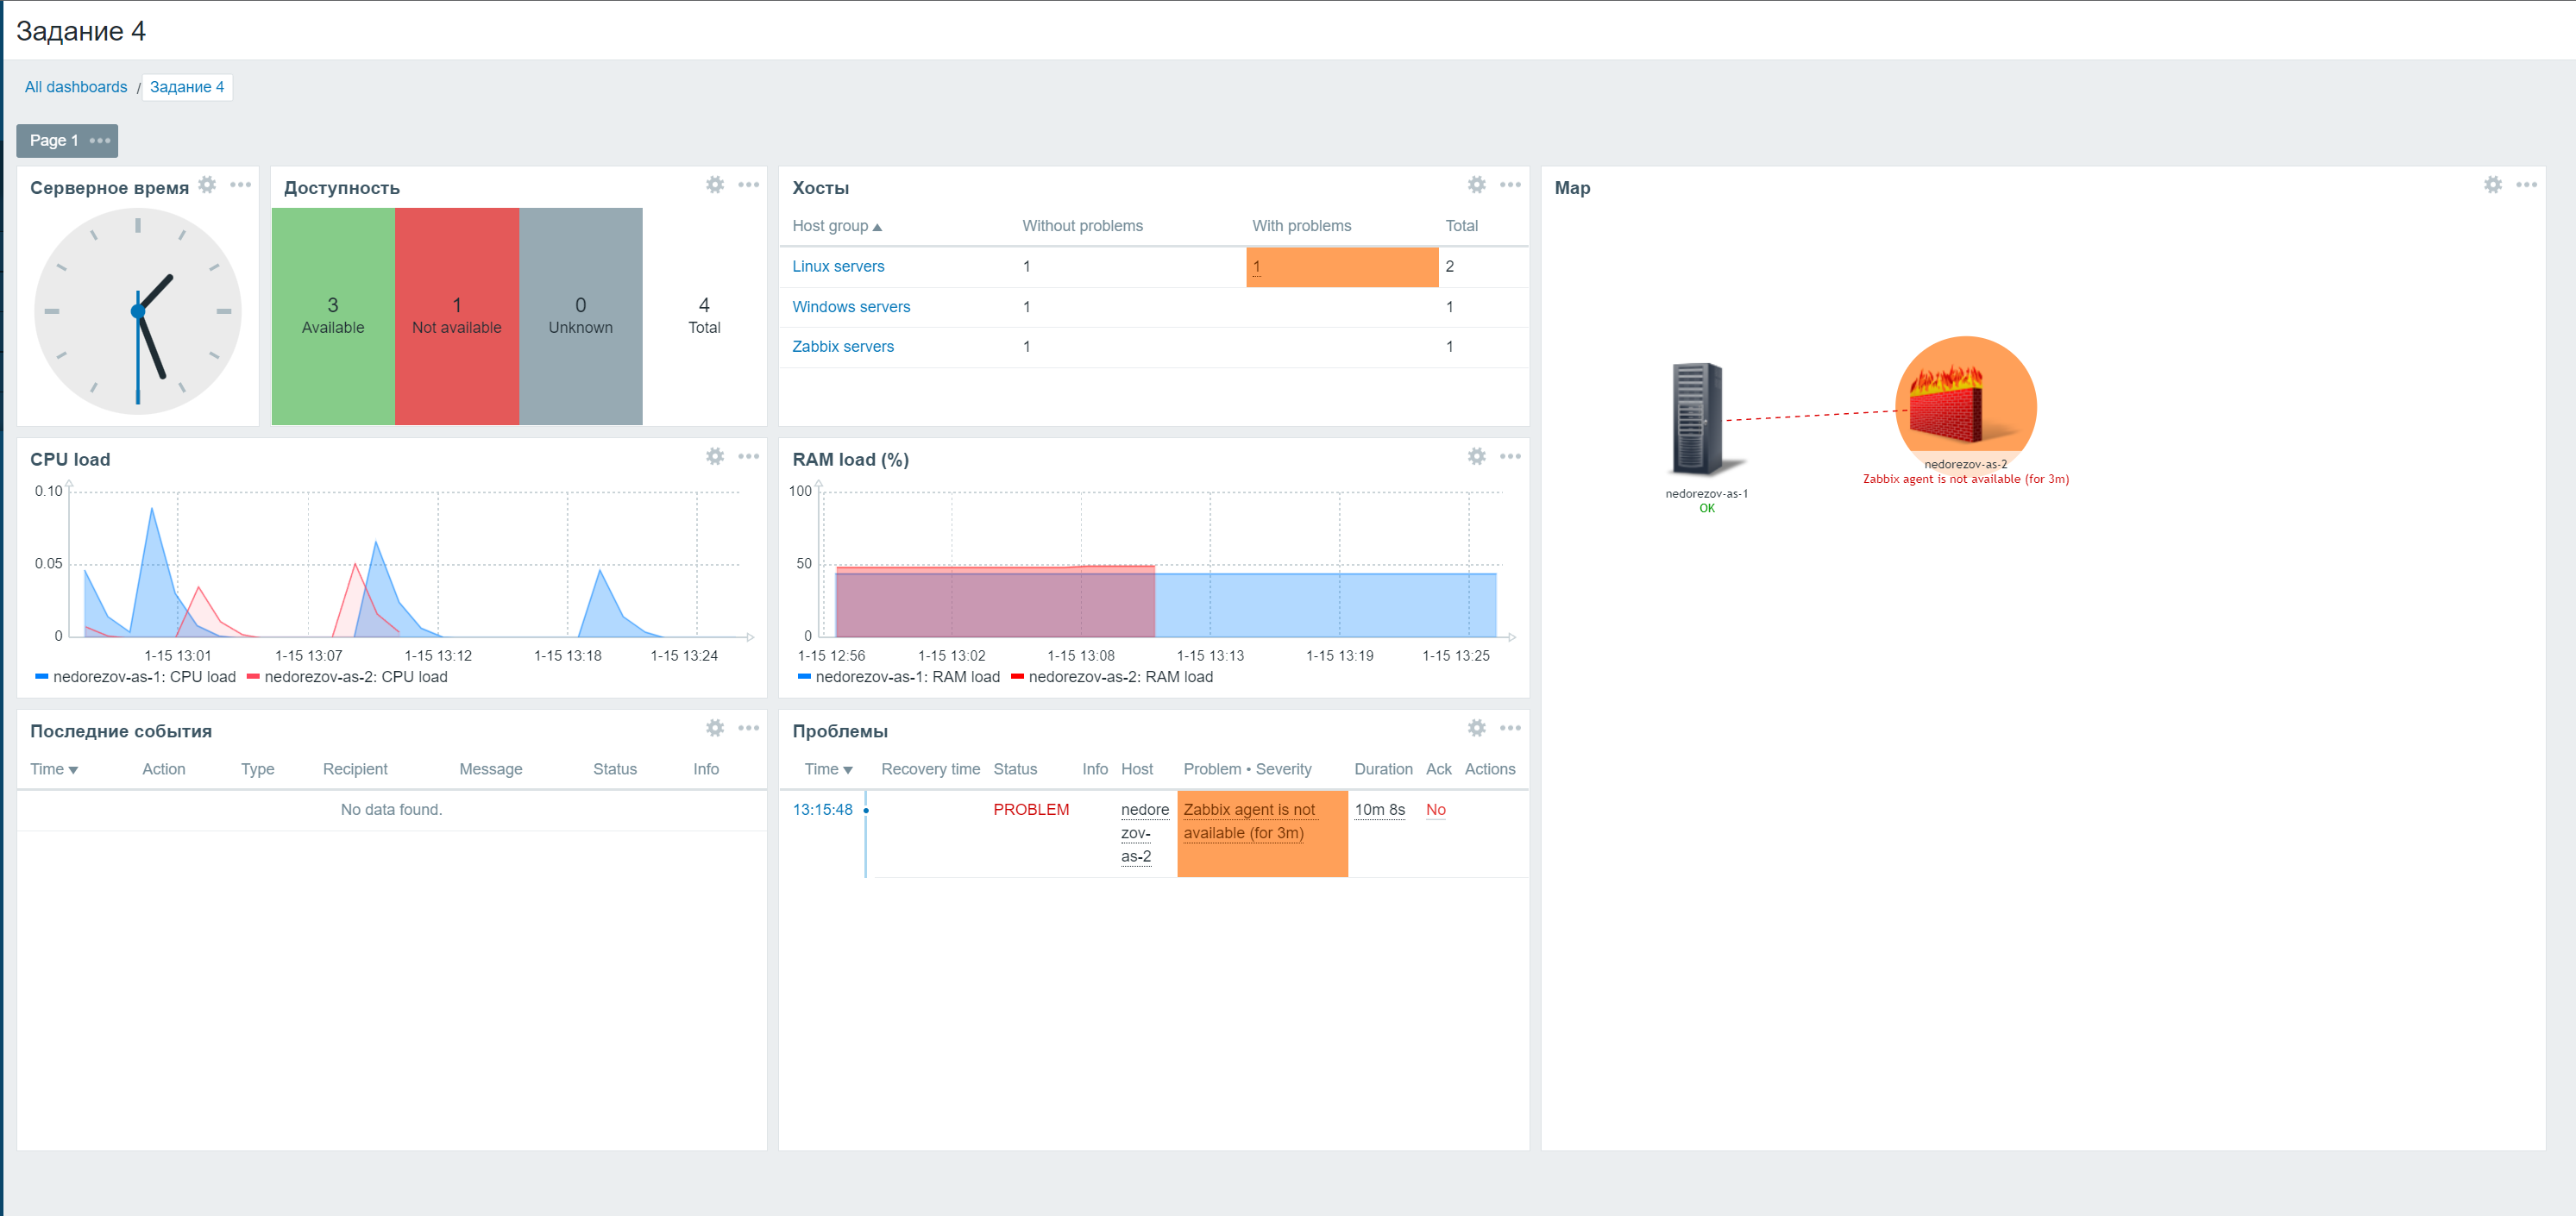 Задание 4
All dashboards / Задание 4
Page 1
Серверное время
Доступность
3 1 0 4
Available Not available Unknown Total
Хосты
Host group Without problems With problems Total
Linux servers 1 1 2
Windows servers 1 1
Zabbix servers 1 1
Map
nedorezov-as-1
OK
nedorezov-as-2
Zabbix agent is not available (for 3m)
CPU load
0.10
0.05
0
1-15 13:01 1-15 13:07 1-15 13:12 1-15 13:18 1-15 13:24
nedorezov-as-1: CPU load nedorezov-as-2: CPU load
RAM load (%)
100
50
0
1-15 12:56 1-15 13:02 1-15 13:08 1-15 13:13 1-15 13:19 1-15 13:25
nedorezov-as-1: RAM load nedorezov-as-2: RAM load
Последние события
Time Action Type Recipient Message Status Info
No data found.
Проблемы
Time Recovery time Status Info Host Problem • Severity Duration Ack Actions
13:15:48 PROBLEM nedore Zabbix agent is not 10m 8s No
zov- available (for 3m)
as-2